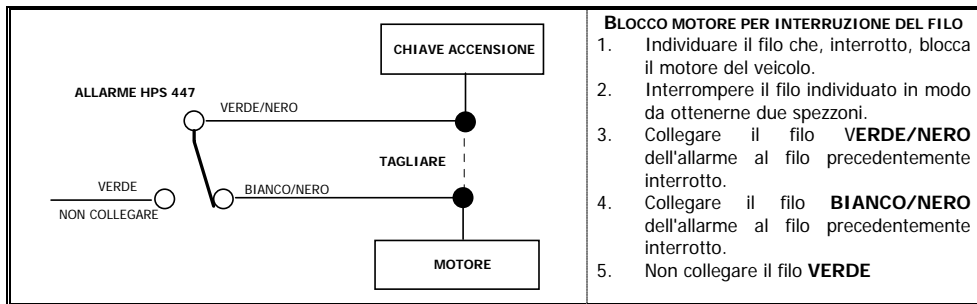 CHIAVE ACCENSIONE
ALLARME HPS 447
VERDE/NERO
TAGLIARE
VERDE
BIANCO/NERO
NON COLLEGARE
MOTORE
BLOCCO MOTORE PER INTERRUZIONE DEL FILO
1. Individuare il filo che, interrotto, blocca
il motore del veicolo.
2. Interrompere il filo individuato in modo
da ottenerne due spezzoni.
3. Collegare il filo VERDE/NERO
dell'allarme al filo precedentemente
interrotto.
4. Collegare il filo BIANCO/NERO
dell'allarme al filo precedentemente
interrotto.
5. Non collegare il filo VERDE